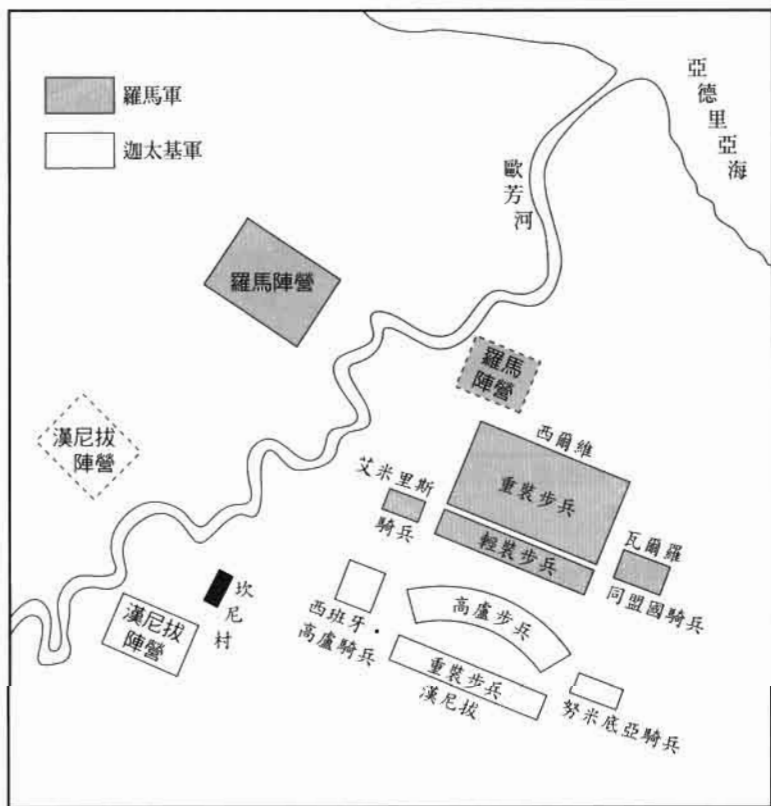 羅馬軍
迦太基軍
亞德里亞海
歐芳河
羅馬陣營
羅馬
陣營
漢尼拔
陣營
西爾維
重裝步兵
艾米里斯
騎兵
輕裝步兵
瓦爾羅
同盟國騎兵
坎尼村
漢尼拔
陣營
西班牙・
高盧騎兵
高盧步兵
重裝步兵
漢尼拔
努米底亞騎兵